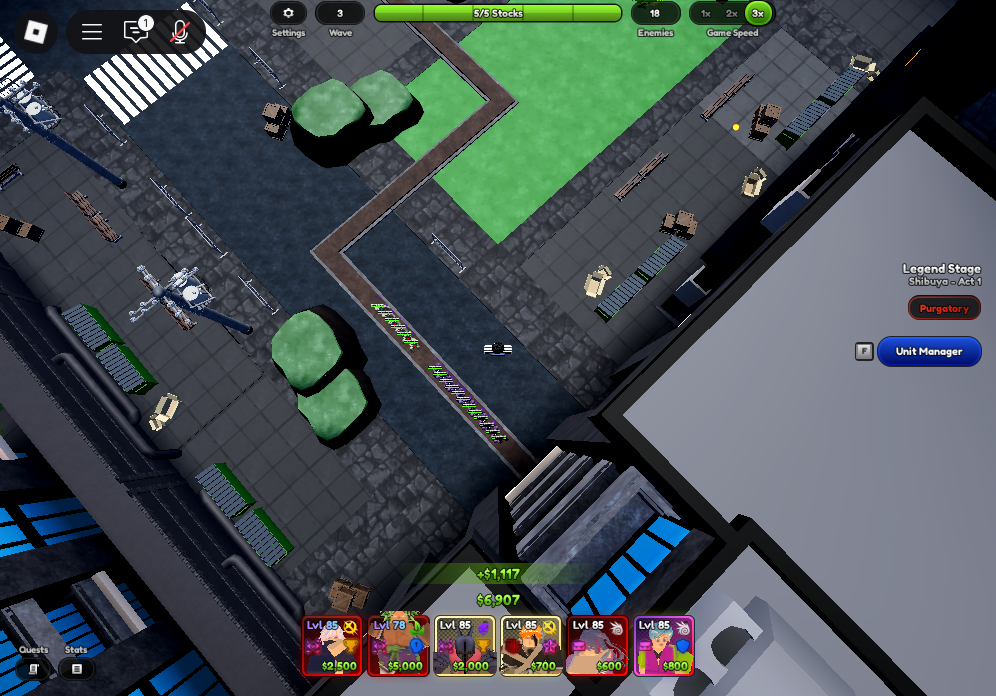 1
3
5/5 Stocks
18
1x 2x 3x
Settings
Wave
Enemies
Game Speed
Legend Stage
Shibuya - Act 1
Purgatory
F
Unit Manager
+$1,117
$6,907
Lvl 85
Lvl 78
Lvl 85
Lvl 85
Lvl 85
Lvl 85
$2,500
$5,000
$2,000
$700
$600
$800
Quests
Stats